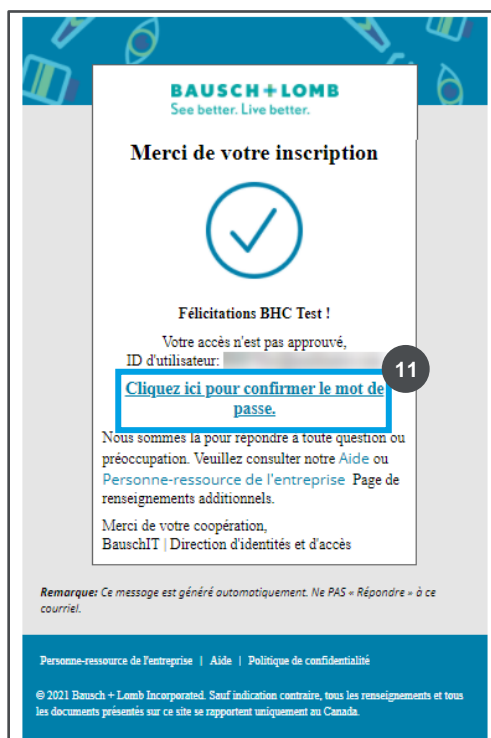 BAUSCH + LOMB
See better. Live better.
Merci de votre inscription
Félicitations BHC Test !
Votre accès n'est pas approuvé,
ID d'utilisateur:
11
Cliquez ici pour confirmer le mot de
passe.
Nous sommes là pour répondre à toute question ou
préoccupation. Veuillez consulter notre Aide ou
Personne-ressource de l'entreprise Page de
renseignements additionnels.
Merci de votre coopération,
BauschIT | Direction d'identités et d'accès
Remarque: Ce message est généré automatiquement. Ne PAS « Répondre » à ce
courriel.
Personne-ressource de l'entreprise | Aide | Politique de confidentialité
© 2021 Bausch + Lomb Incorporated. Sauf indication contraire, tous les renseignements et tous
les documents présentés sur ce site se rapportent uniquement au Canada.